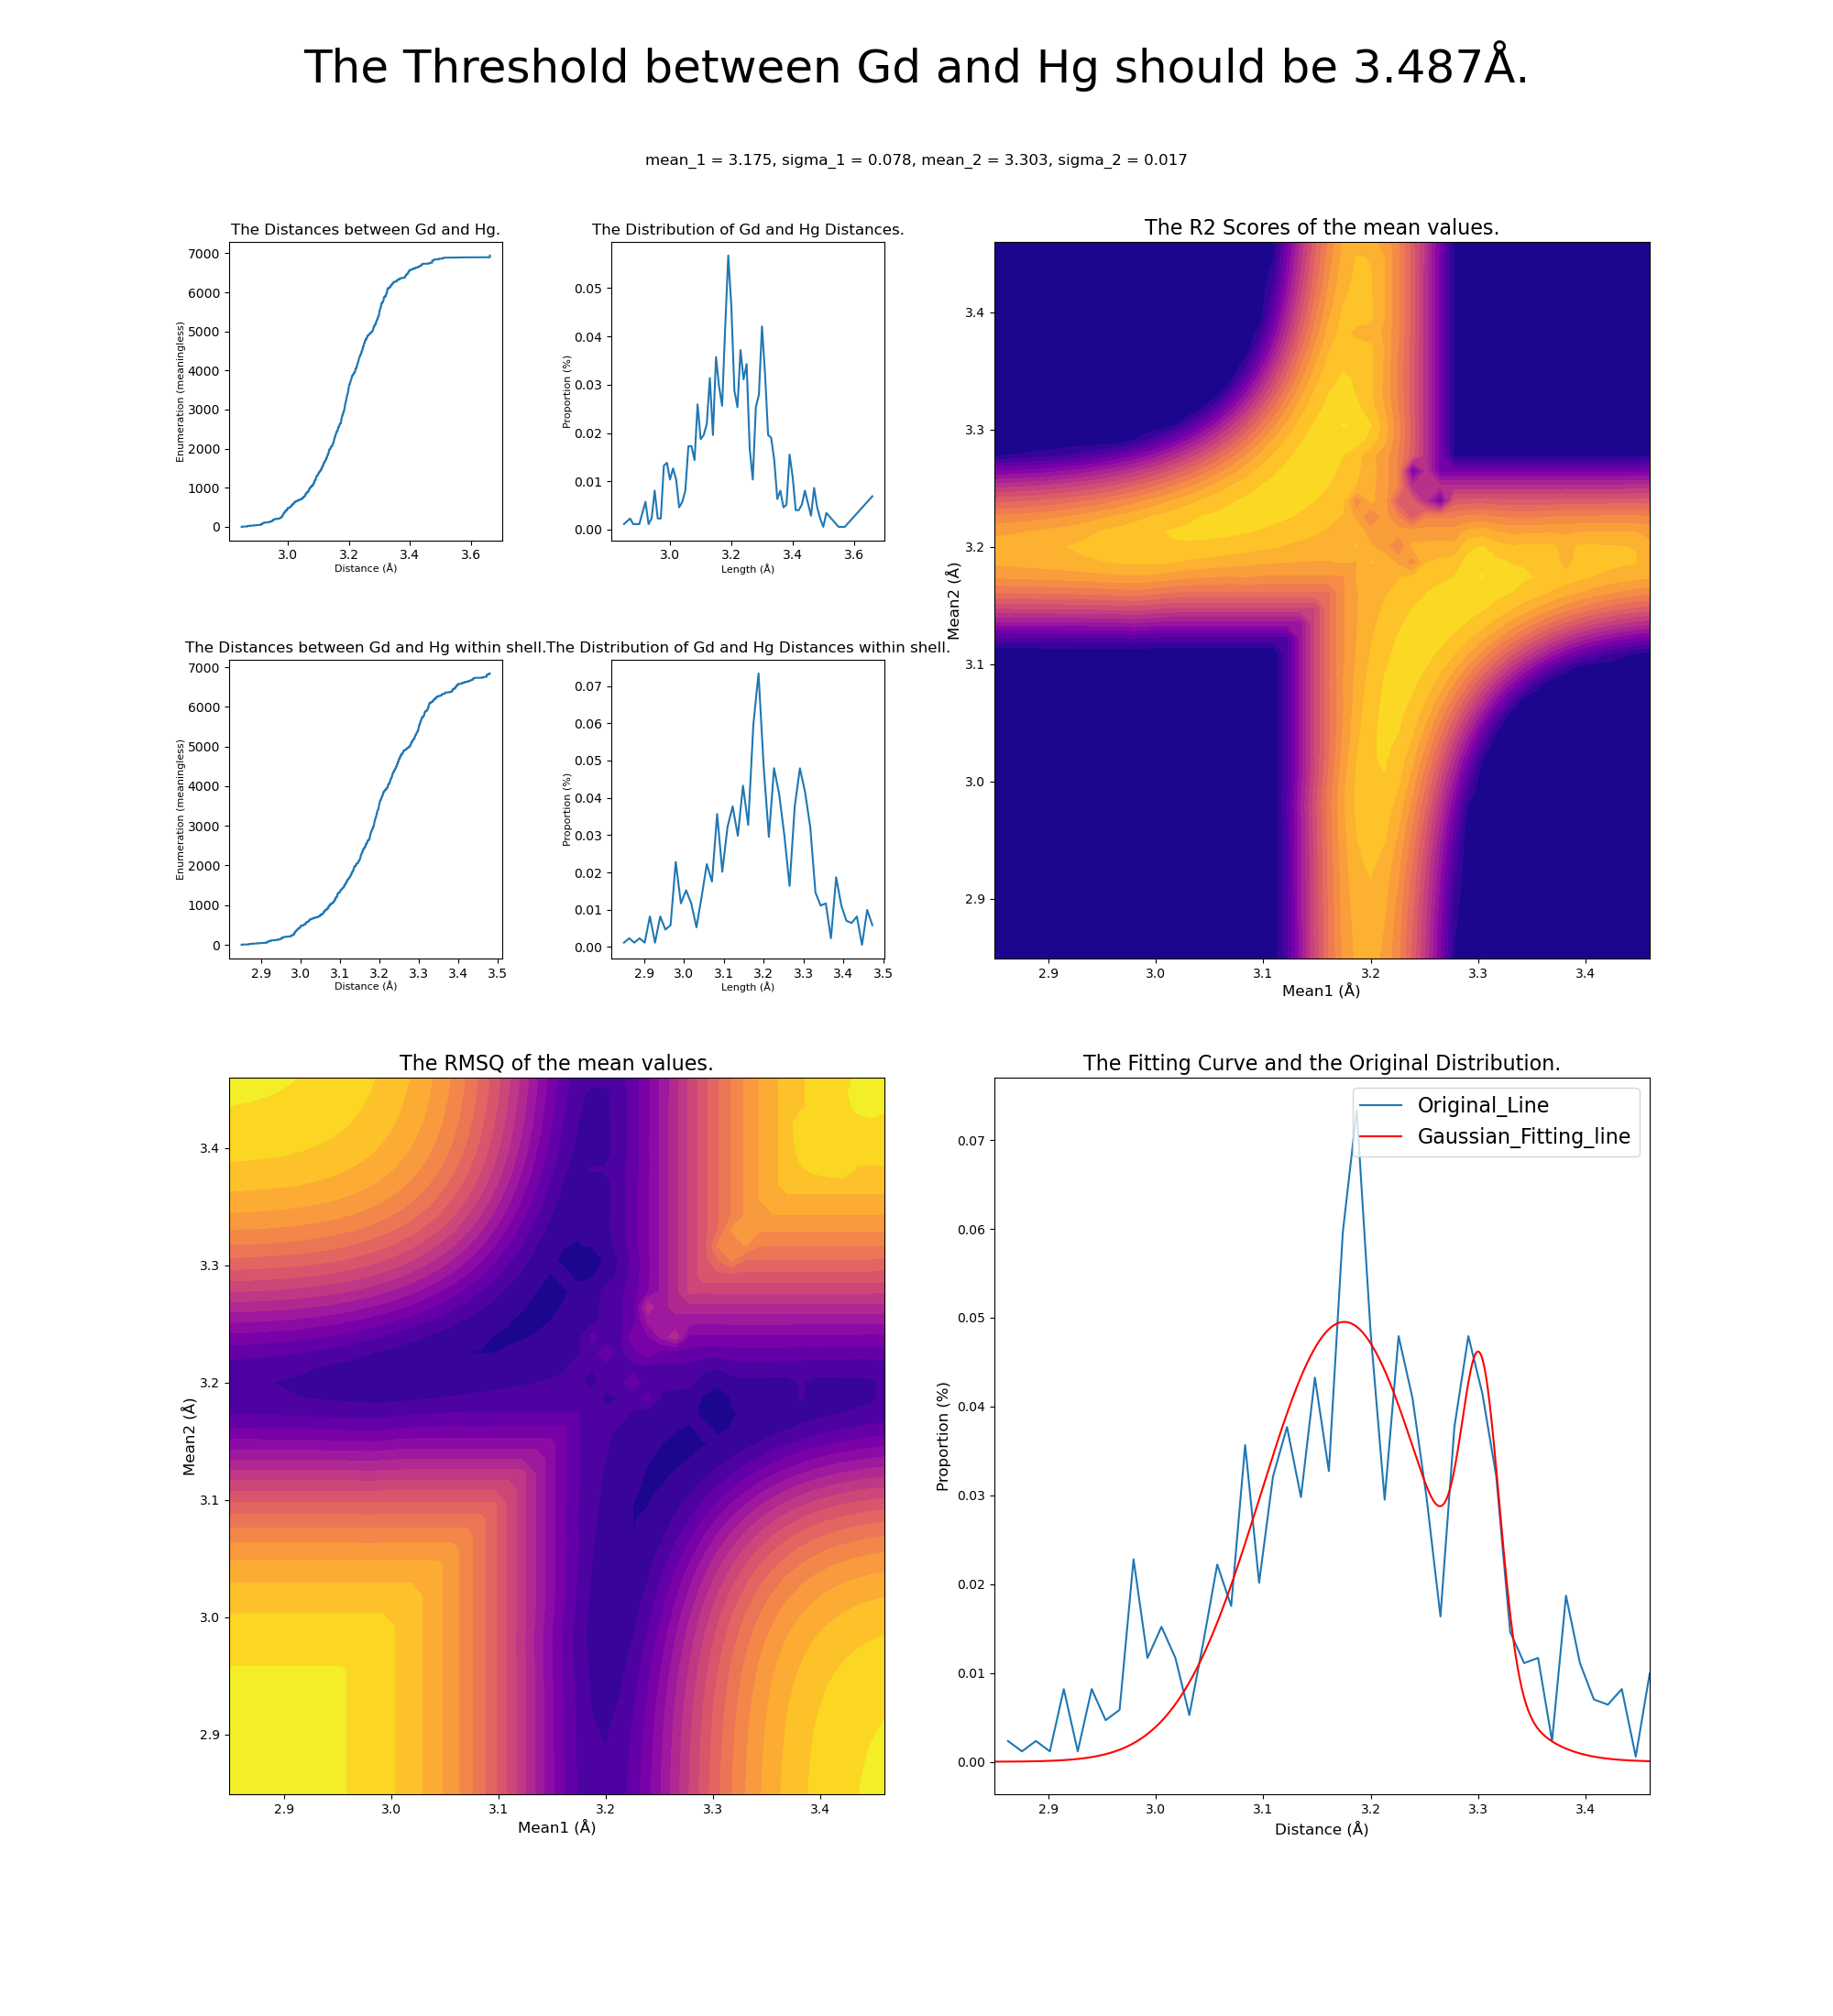 The Threshold between Gd and Hg should be 3.487Å.
mean_1 = 3.175, sigma_1 = 0.078, mean_2 = 3.303, sigma_2 = 0.017
The Distances between Gd and Hg.
7000
6000
5000
4000
3000
2000
1000
0
Enumeration (meaningless)
3.0 3.2 3.4 3.6
Distance (Å)
The Distribution of Gd and Hg Distances.
0.05
0.04
0.03
0.02
0.01
0.00
Proportion (%)
3.0 3.2 3.4 3.6
Length (Å)
The R2 Scores of the mean values.
3.4
3.3
3.2
3.1
3.0
2.9
Mean2 (Å)
2.9 3.0 3.1 3.2 3.3 3.4
Mean1 (Å)
The Distances between Gd and Hg within shell.
7000
6000
5000
4000
3000
2000
1000
0
Enumeration (meaningless)
2.9 3.0 3.1 3.2 3.3 3.4 3.5
Distance (Å)
The Distribution of Gd and Hg Distances within shell.
0.07
0.06
0.05
0.04
0.03
0.02
0.01
0.00
Proportion (%)
2.9 3.0 3.1 3.2 3.3 3.4 3.5
Length (Å)
The RMSQ of the mean values.
3.4
3.3
3.2
3.1
3.0
2.9
Mean2 (Å)
2.9 3.0 3.1 3.2 3.3 3.4
Mean1 (Å)
The Fitting Curve and the Original Distribution.
Original_Line
Gaussian_Fitting_line
0.07
0.06
0.05
0.04
0.03
0.02
0.01
0.00
Proportion (%)
2.9 3.0 3.1 3.2 3.3 3.4
Distance (Å)